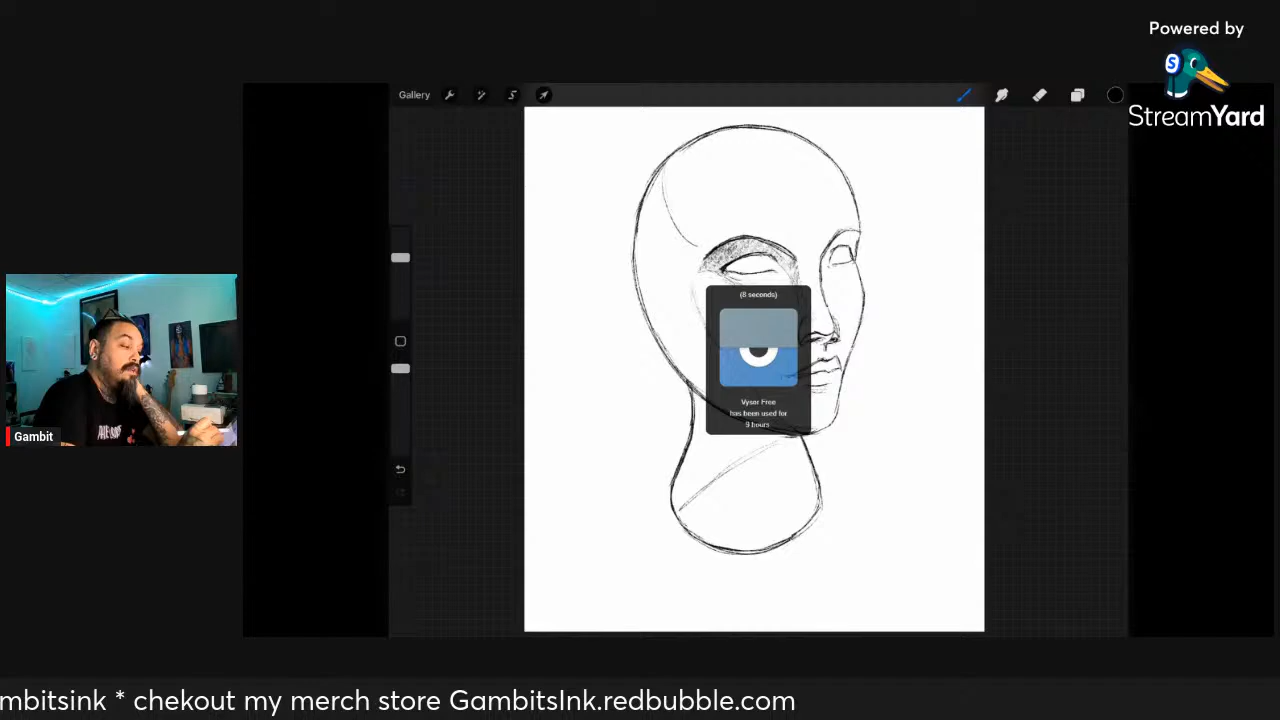 Powered by
StreamYard
Gallery
(8 seconds)
Vysor Free
has been used for
9 hours
Gambit
mbitsink * chekout my merch store GambitsInk.redbubble.com